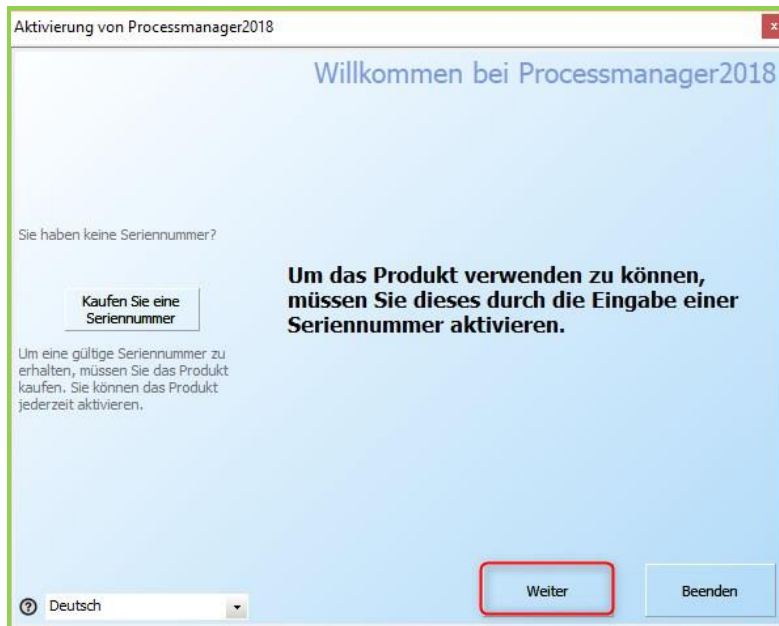 Aktivierung von Processmanager2018
x
Willkommen bei Processmanager2018
Sie haben keine Seriennummer?
Kaufen Sie eine
Seriennummer
Um eine gültige Seriennummer zu
erhalten, müssen Sie das Produkt
kaufen. Sie können das Produkt
jederzeit aktivieren.
Um das Produkt verwenden zu können,
müssen Sie dieses durch die Eingabe einer
Seriennummer aktivieren.
? Deutsch
Weiter
Beenden